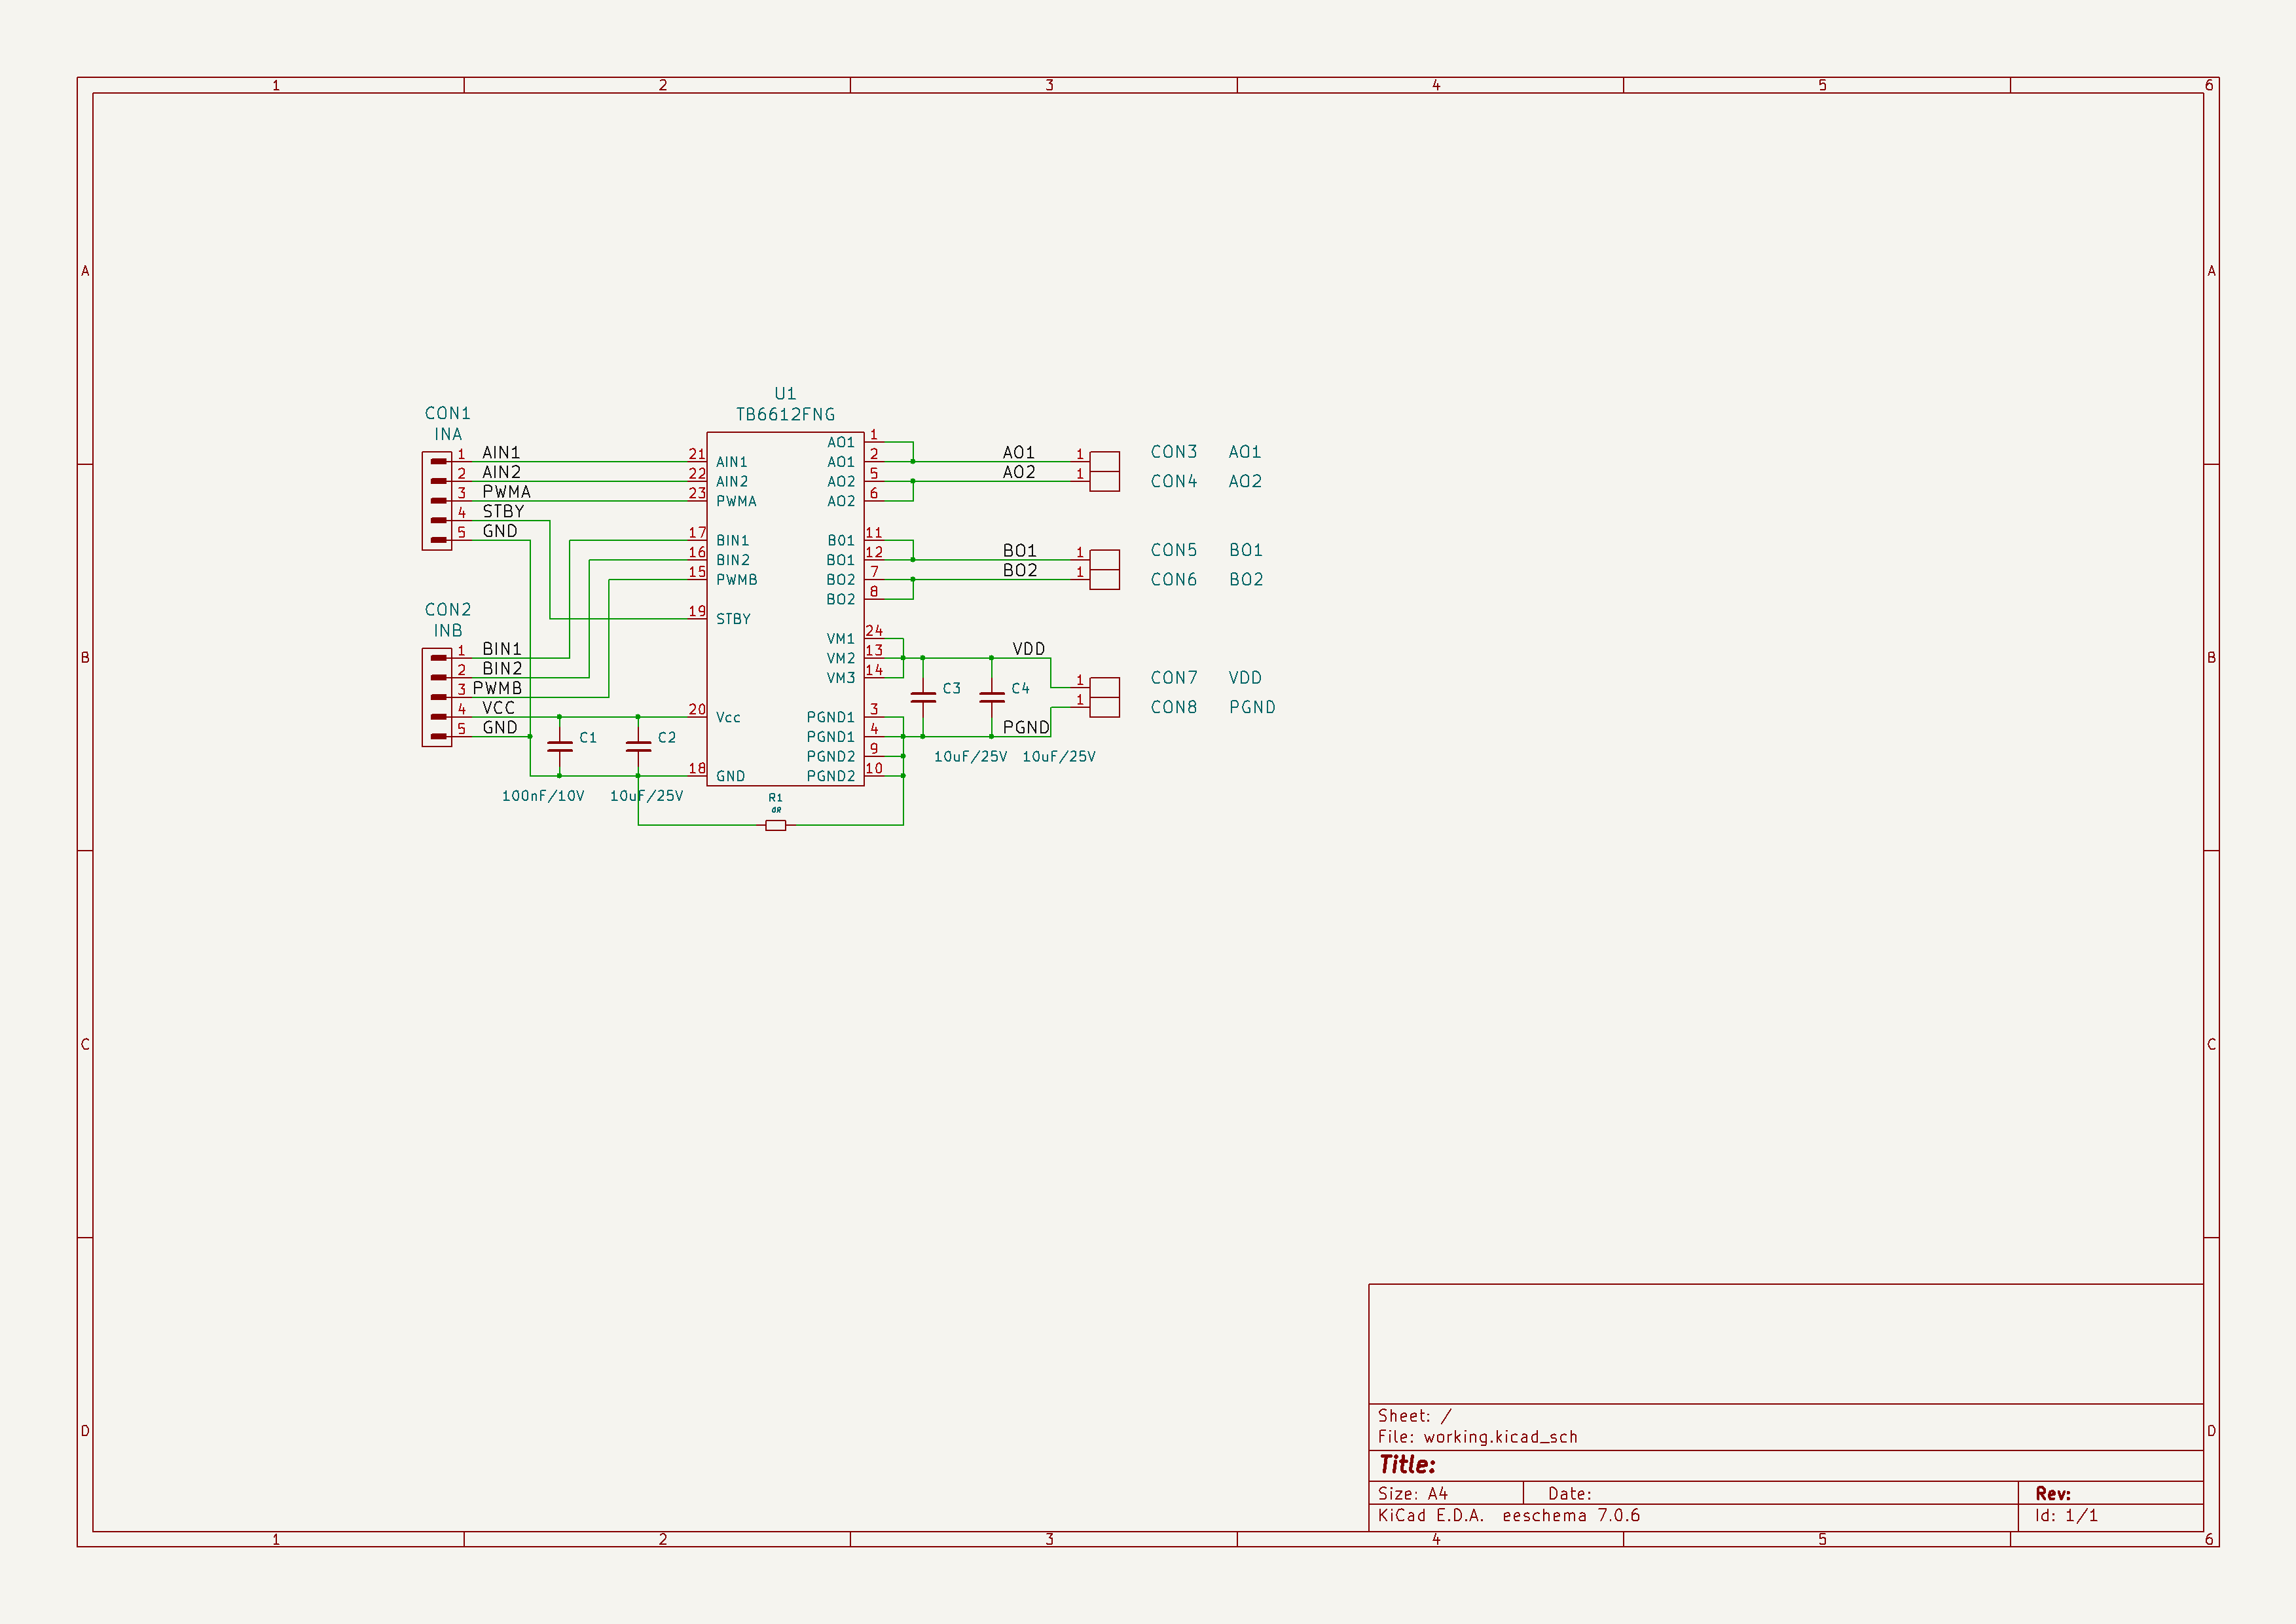 1 2 3 4 5 6
A A
U1
TB6612FNG
CON1
INA
1 AIN1
2 AIN2
3 PWMA
4 STBY
5 GND
CON2
INB
1 BIN1
2 BIN2
3 PWMB
4 VCC
5 GND
21 AIN1
22 AIN2
23 PWMA
17 BIN1
16 BIN2
15 PWMB
19 STBY
20 Vcc
18 GND
AO1 1
AO1 2
AO2 5
AO2 6
BO1 11
BO1 12
BO2 7
BO2 8
VM1 24
VM2 13
VM3 14
PGND1 3
PGND1 4
PGND2 9
PGND2 10
AO1 1 CON3 AO1
AO2 1 CON4 AO2
BO1 1 CON5 BO1
BO2 1 CON6 BO2
VDD 1 CON7 VDD
PGND 1 CON8 PGND
C1
100nF/10V
C2
10uF/25V
C3
10uF/25V
C4
10uF/25V
R1
0R
B B
C C
D D
Sheet: /
File: working.kicad_sch
Title:
Size: A4 Date: Rev:
KiCad E.D.A. eeschema 7.0.6 Id: 1/1
1 2 3 4 5 6